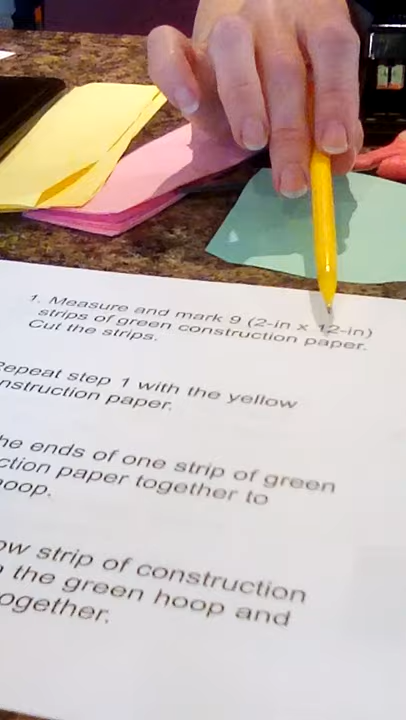 1. Measure and mark 9 (2-in x 12-in)
strips of green construction paper.
Cut the strips.
Repeat step 1 with the yellow
construction paper.
he ends of one strip of green
ction paper together to
hoop.
ow strip of construction
the green hoop and
ogether.